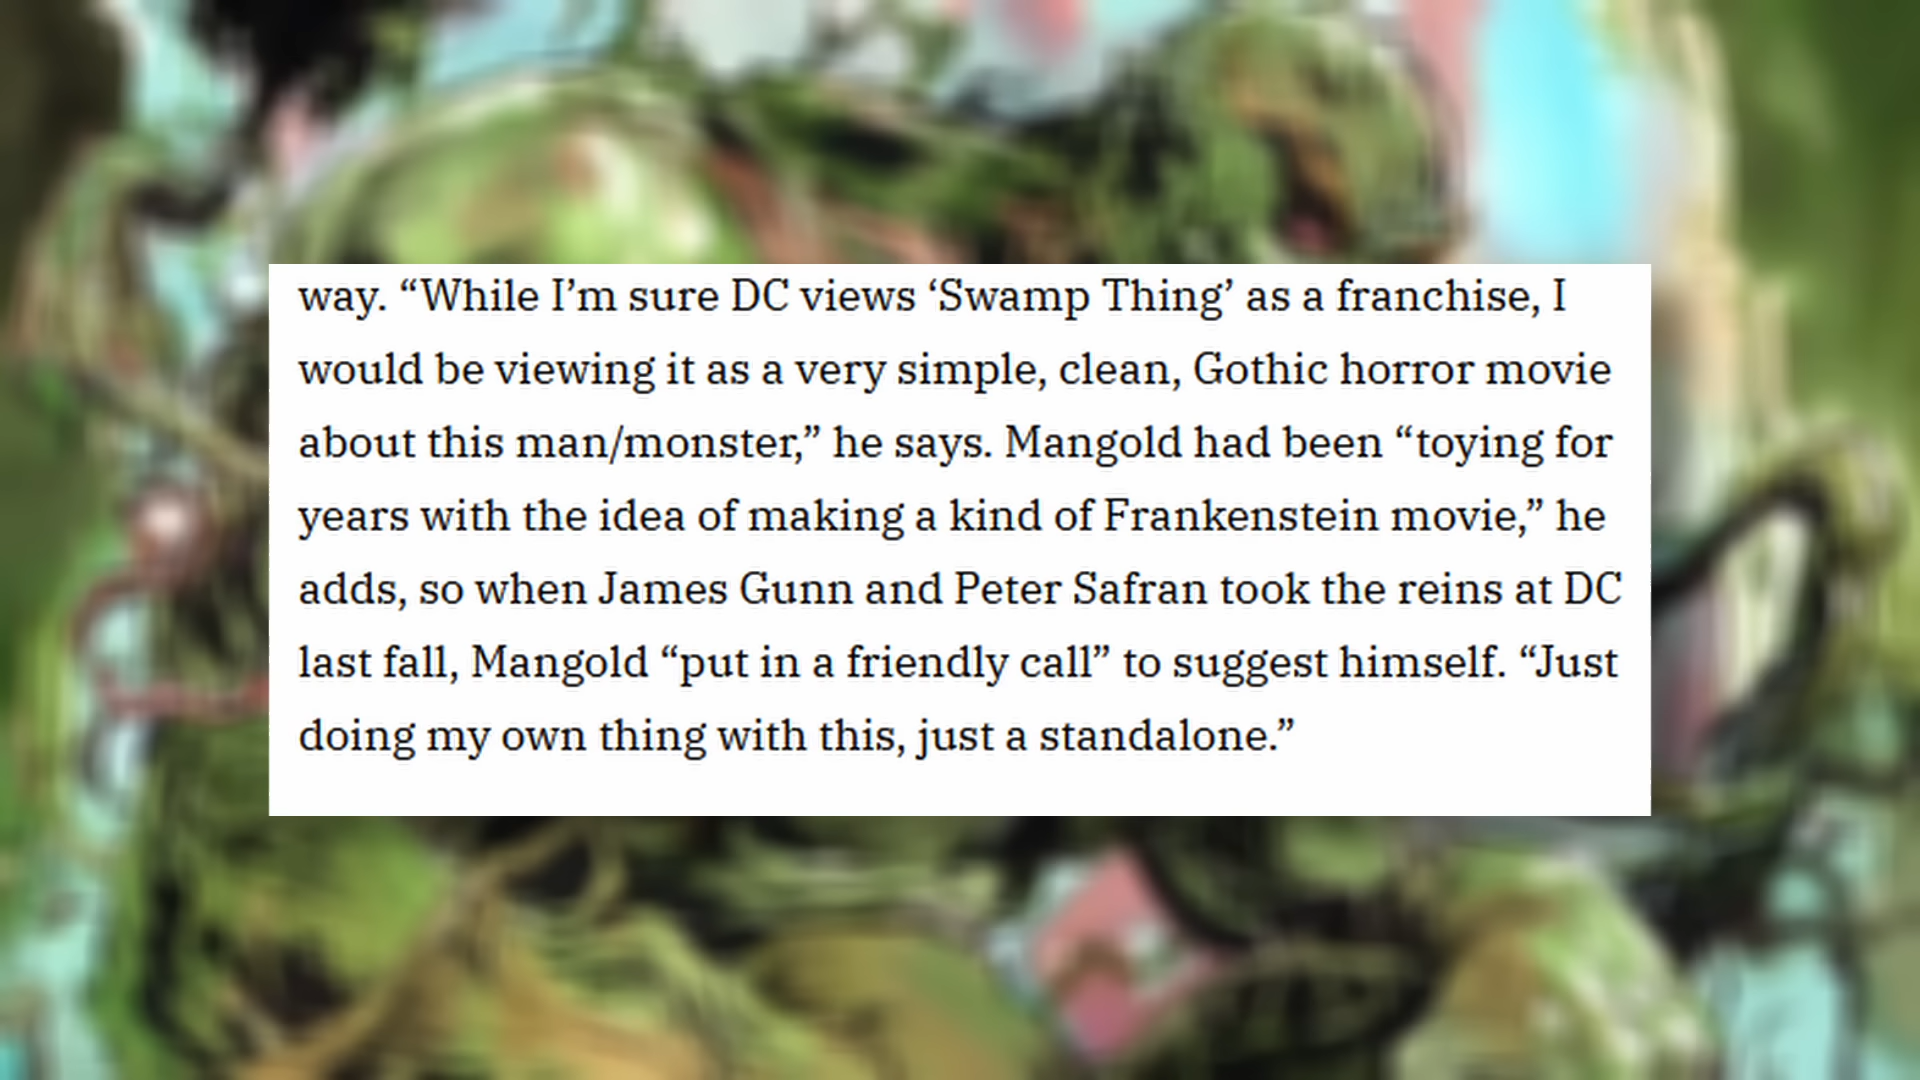 way. “While I’m sure DC views ‘Swamp Thing’ as a franchise, I
would be viewing it as a very simple, clean, Gothic horror movie
about this man/monster,” he says. Mangold had been “toying for
years with the idea of making a kind of Frankenstein movie,” he
adds, so when James Gunn and Peter Safran took the reins at DC
last fall, Mangold “put in a friendly call” to suggest himself. “Just
doing my own thing with this, just a standalone.”